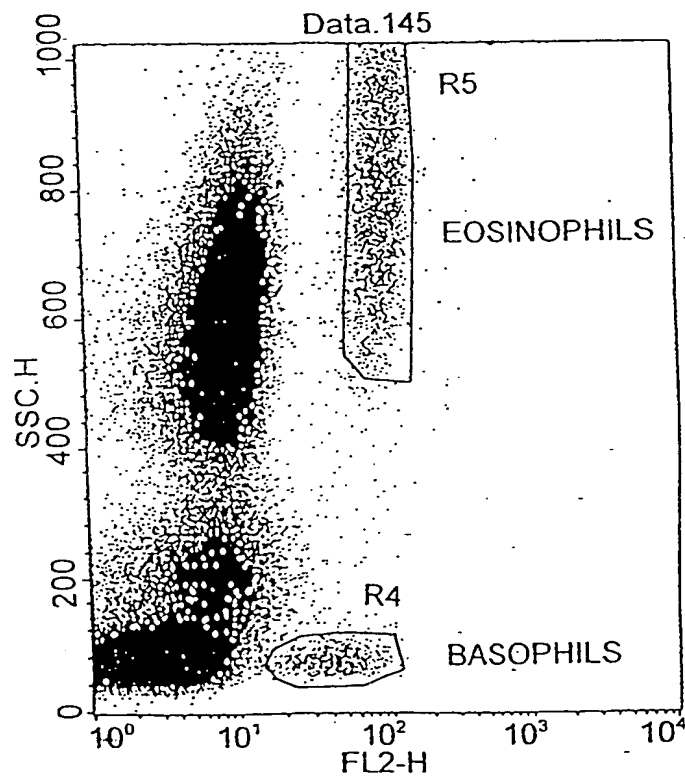 Data.145
1000
R5
800
EOSINOPHILS
600
SSC.H
400
200
R4
BASOPHILS
0
10⁰ 10¹ 10² 10³ 10⁴
FL2-H